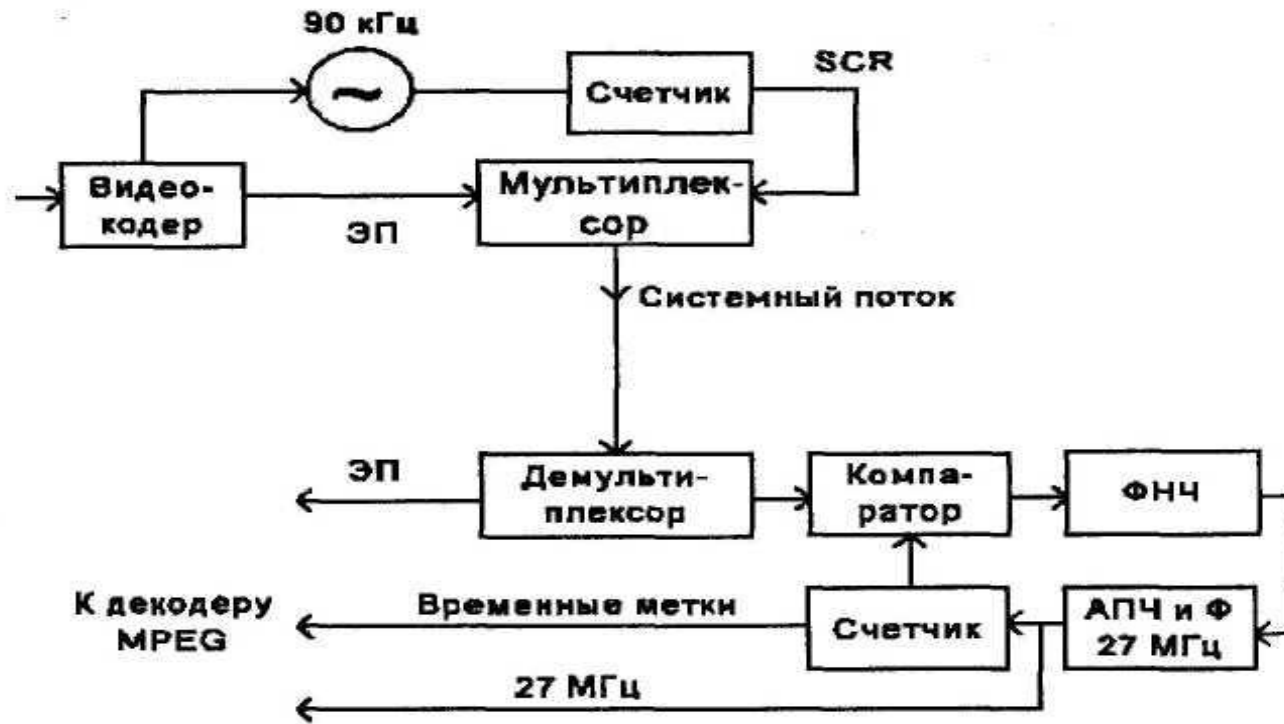 90 кГц
SCR
Счетчик
Видео-
кодер
ЭП
Мультиплек-
сор
Системный поток
ЭП
Демульти-
плексор
Компа-
ратор
ФНЧ
К декодеру
MPEG
Временные метки
Счетчик
АПЧ и Ф
27 МГц
27 МГц